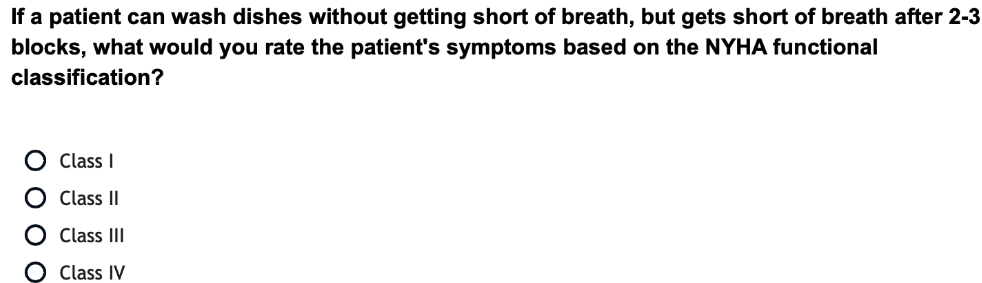 If a patient can wash dishes without getting short of breath, but gets short of breath after 2-3
blocks, what would you rate the patient's symptoms based on the NYHA functional
classification?
Class I
Class II
Class III
Class IV